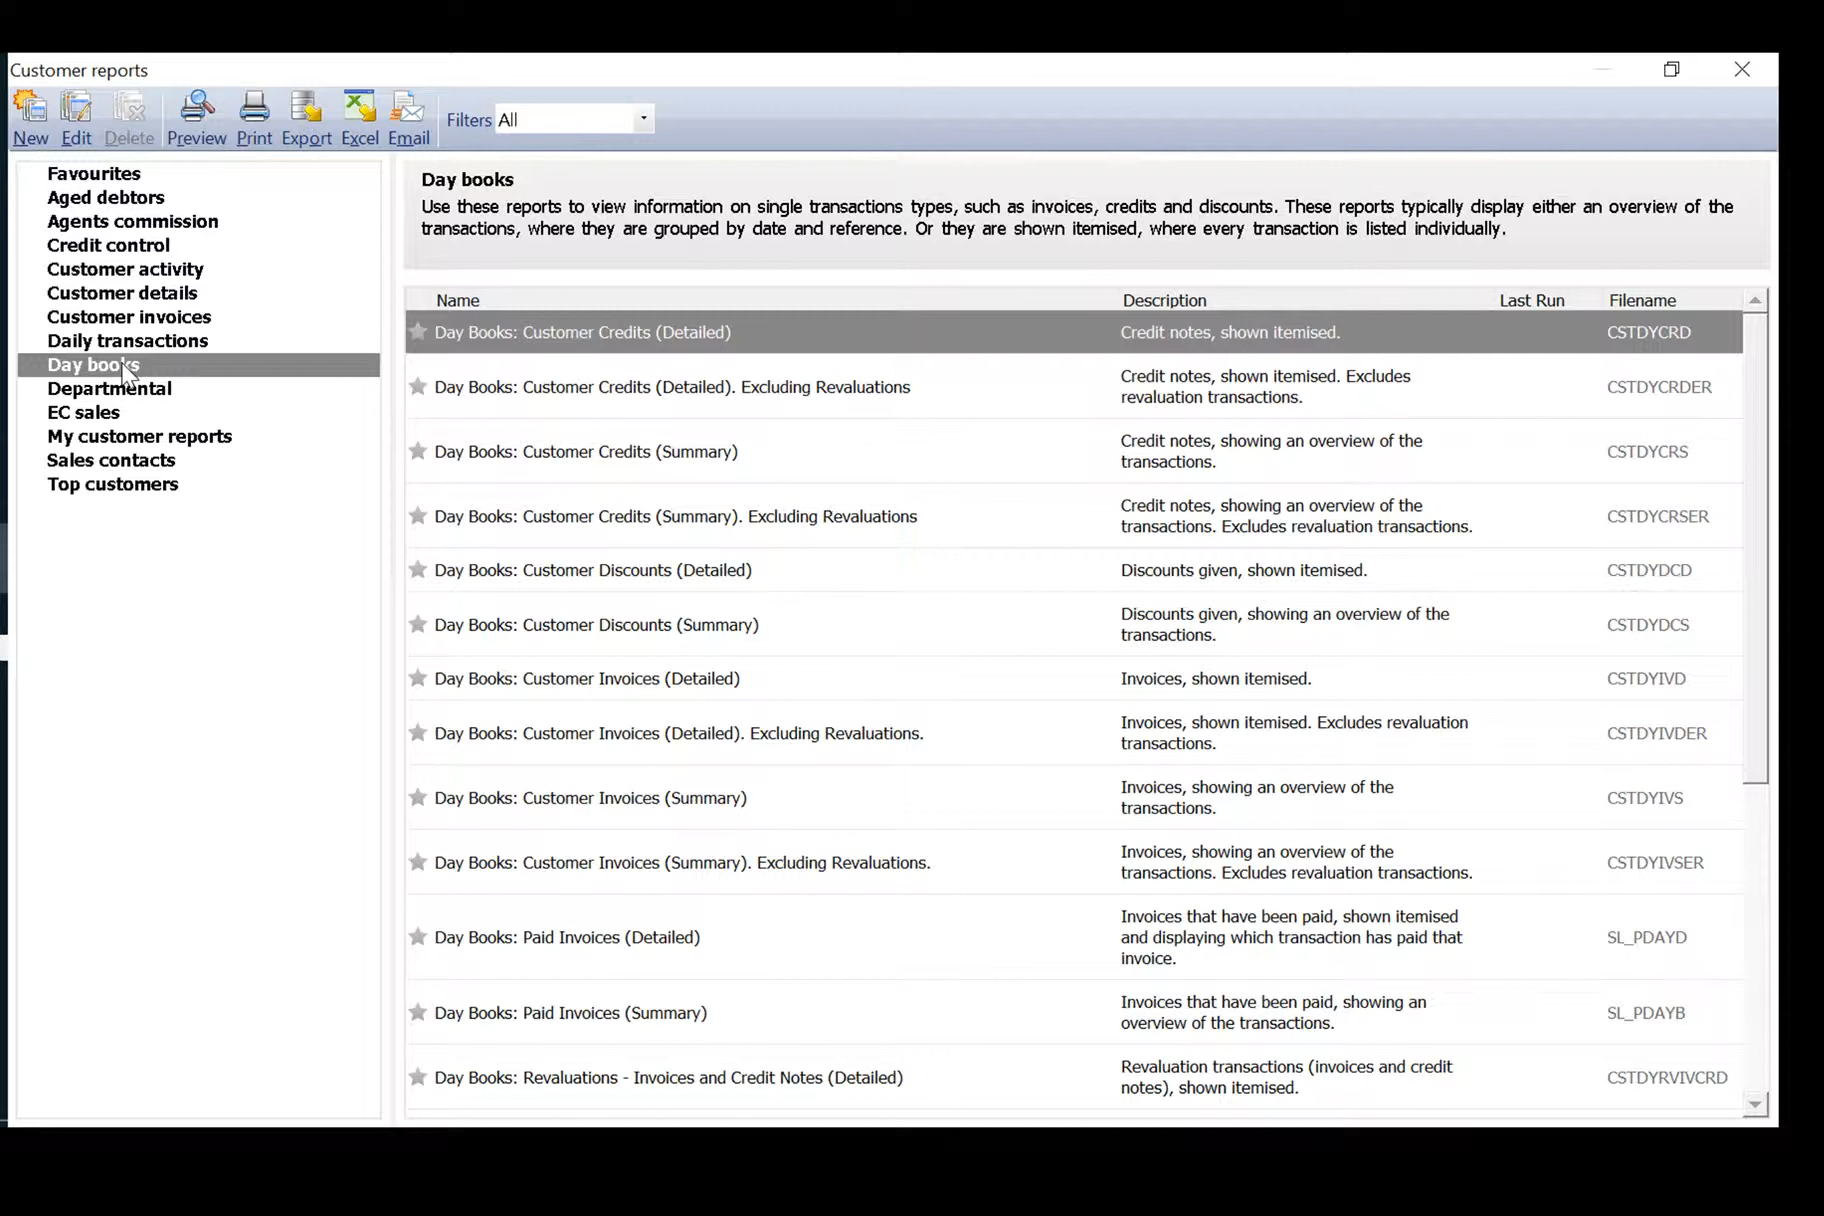 Customer reports
New Edit Delete Preview Print Export Excel Email Filters All
Favourites
Aged debtors
Agents commission
Credit control
Customer activity
Customer details
Customer invoices
Daily transactions
Day books
Departmental
EC sales
My customer reports
Sales contacts
Top customers
Day books
Use these reports to view information on single transactions types, such as invoices, credits and discounts. These reports typically display either an overview of the
transactions, where they are grouped by date and reference. Or they are shown itemised, where every transaction is listed individually.
Name Description Last Run Filename
Day Books: Customer Credits (Detailed) Credit notes, shown itemised. CSTDYCRD
Day Books: Customer Credits (Detailed). Excluding Revaluations Credit notes, shown itemised. Excludes CSTDYCRDER
revaluation transactions.
Day Books: Customer Credits (Summary) Credit notes, showing an overview of the CSTDYCRS
transactions.
Day Books: Customer Credits (Summary). Excluding Revaluations Credit notes, showing an overview of the CSTDYCRSER
transactions. Excludes revaluation transactions.
Day Books: Customer Discounts (Detailed) Discounts given, shown itemised. CSTDYDCD
Day Books: Customer Discounts (Summary) Discounts given, showing an overview of the CSTDYDCS
transactions.
Day Books: Customer Invoices (Detailed) Invoices, shown itemised. CSTDYIVD
Day Books: Customer Invoices (Detailed). Excluding Revaluations. Invoices, shown itemised. Excludes revaluation CSTDYIVDER
transactions.
Day Books: Customer Invoices (Summary) Invoices, showing an overview of the CSTDYIVS
transactions.
Day Books: Customer Invoices (Summary). Excluding Revaluations. Invoices, showing an overview of the CSTDYIVSER
transactions. Excludes revaluation transactions.
Day Books: Paid Invoices (Detailed) Invoices that have been paid, shown itemised SL_PDAYD
and displaying which transaction has paid that
invoice.
Day Books: Paid Invoices (Summary) Invoices that have been paid, showing an SL_PDAYB
overview of the transactions.
Day Books: Revaluations - Invoices and Credit Notes (Detailed) Revaluation transactions (invoices and credit CSTDYRVIVCRD
notes), shown itemised.